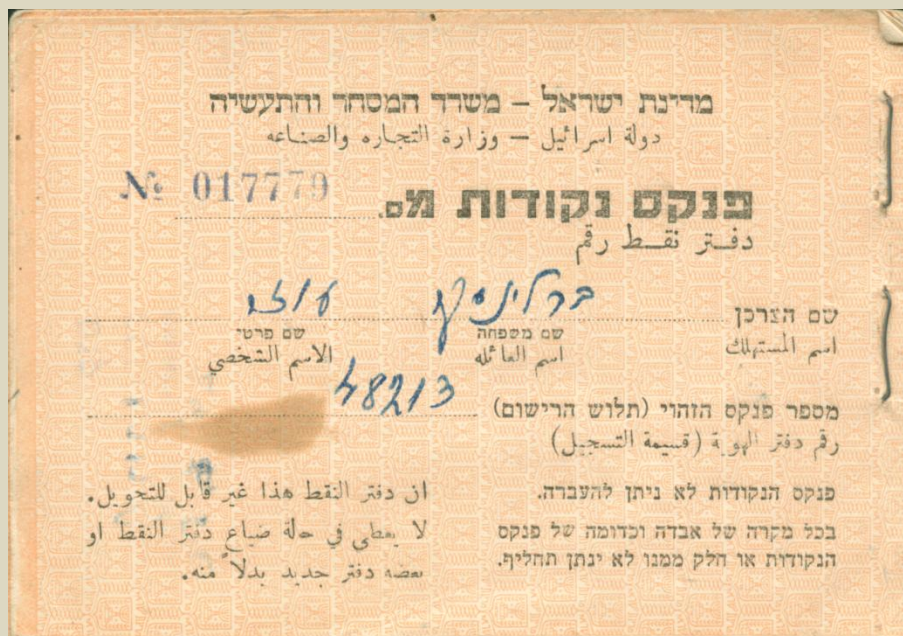 מדינת ישראל – משרד המסחר והתעשיה
دولة اسرائيل – وزارة التجاره والصناعه
פנקס נקודות מס. № 017779
دفتر نقط رقم
שם הצרכן ברלינסקי עוזי
اسم المستهلك
שם משפחה שם פרטי
اسم العائله الاسم الشخصي
מספר פנקס הזהוי (תלוש הרישום) 48213
رقم دفتر الهوية (قسيمة التسجيل)
פנקס הנקודות לא ניתן להעברה.
בכל מקרה של אבדה וכדומה של פנקס
הנקודות או חלק ממנו לא ינתן תחליף.
ان دفتر النقط هذا غير قابل للتحويل.
لا يعطى في حالة ضياع دفتر النقط او
بعضه دفتر جديد بدلاً منه.